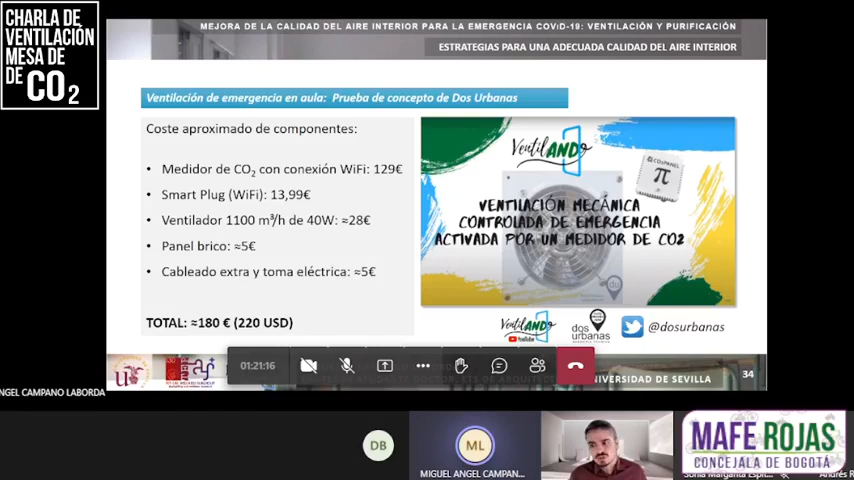 CHARLA DE
VENTILACIÓN
MESA DE
DE CO2
MEJORA DE LA CALIDAD DEL AIRE INTERIOR PARA LA EMERGENCIA COVID-19: VENTILACIÓN Y PURIFICACIÓN
ESTRATEGIAS PARA UNA ADECUADA CALIDAD DEL AIRE INTERIOR
Ventilación de emergencia en aula: Prueba de concepto de Dos Urbanas
Coste aproximado de componentes:
• Medidor de CO2 con conexión WiFi: 129€
• Smart Plug (WiFi): 13,99€
• Ventilador 1100 m³/h de 40W: ≈28€
• Panel brico: ≈5€
• Cableado extra y toma eléctrica: ≈5€
TOTAL: ≈180 € (220 USD)
VentilANDo
CO2PANEL
π
VENTILACIÓN MECÁNICA
CONTROLADA DE EMERGENCIA
ACTIVADA POR UN MEDIDOR DE CO2
du
VentilANDo
YouTube
dos
urbanas
@dosurbanas
01:21:16
UNIVERSIDAD DE SEVILLA
34
ANGEL CAMPANO LABORDA
DB
ML
MIGUEL ANGEL CAMPAN...
MAFE ROJAS
CONCEJALA DE BOGOTÁ